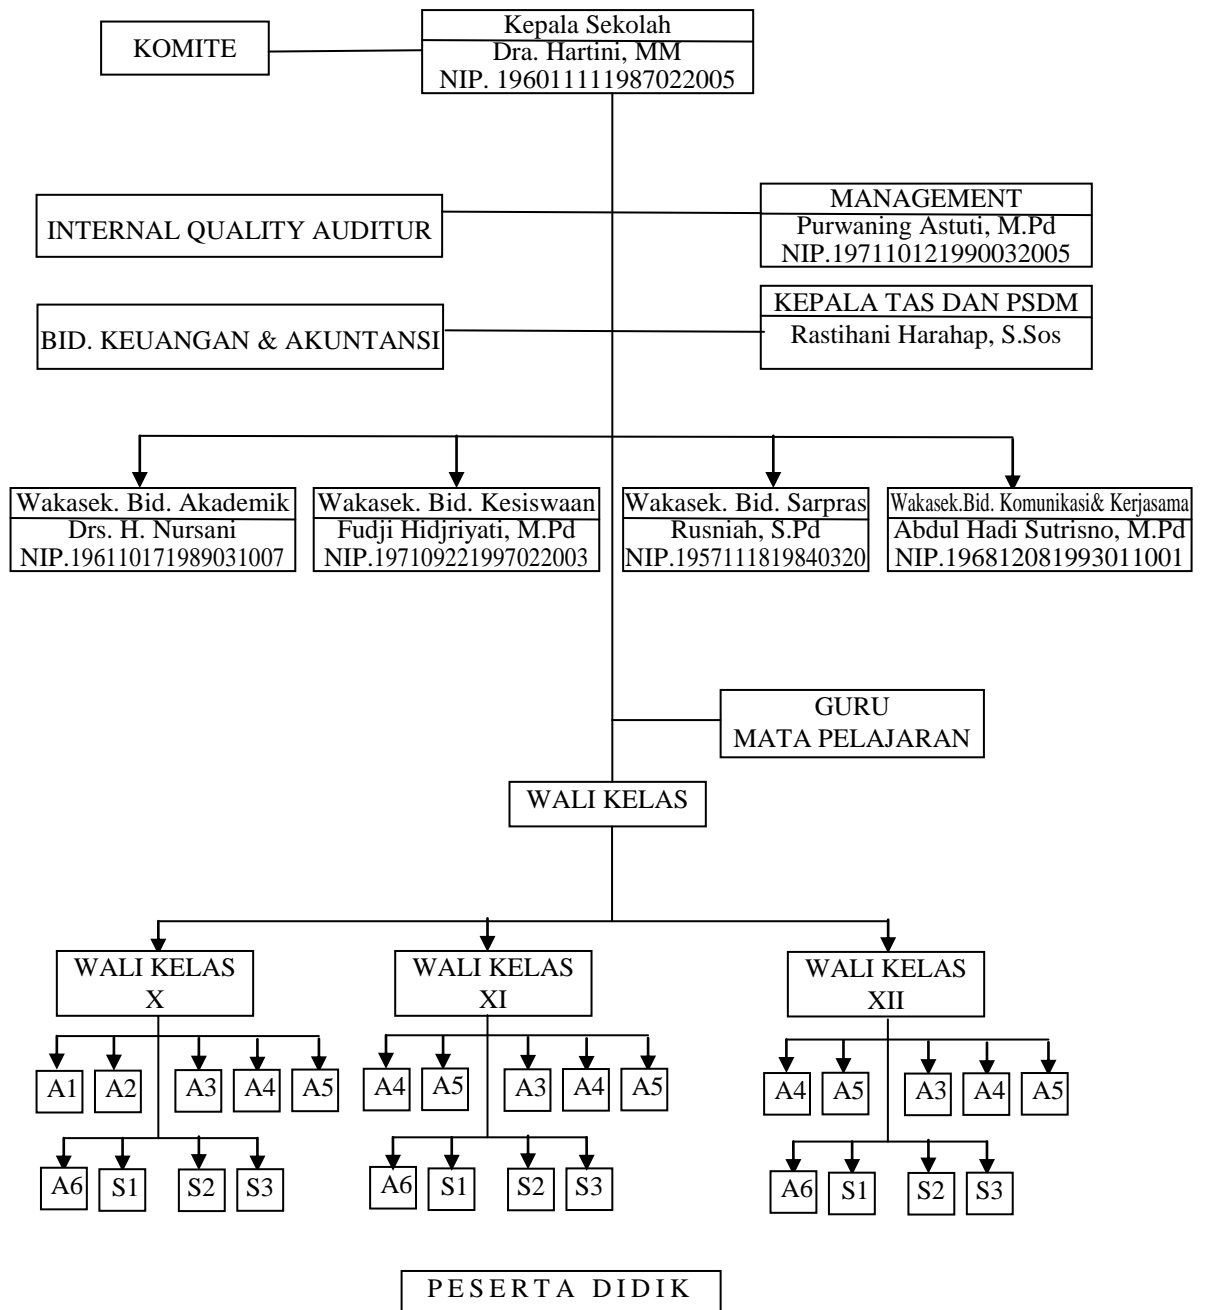 KOMITE
Kepala Sekolah
Dra. Hartini, MM
NIP. 196011111987022005
INTERNAL QUALITY AUDITUR
MANAGEMENT
Purwaning Astuti, M.Pd
NIP.197110121990032005
BID. KEUANGAN & AKUNTANSI
KEPALA TAS DAN PSDM
Rastihani Harahap, S.Sos
Wakasek. Bid. Akademik
Drs. H. Nursani
NIP.196110171989031007
Wakasek. Bid. Kesiswaan
Fudji Hidjriyati, M.Pd
NIP.197109221997022003
Wakasek. Bid. Sarpras
Rusniah, S.Pd
NIP.1957111819840320
Wakasek.Bid. Komunikasi& Kerjasama
Abdul Hadi Sutrisno, M.Pd
NIP.196812081993011001
GURU
MATA PELAJARAN
WALI KELAS
WALI KELAS
X
WALI KELAS
XI
WALI KELAS
XII
A1 A2 A3 A4 A5
A4 A5 A3 A4 A5
A4 A5 A3 A4 A5
A6 S1 S2 S3
A6 S1 S2 S3
A6 S1 S2 S3
PESERTA DIDIK